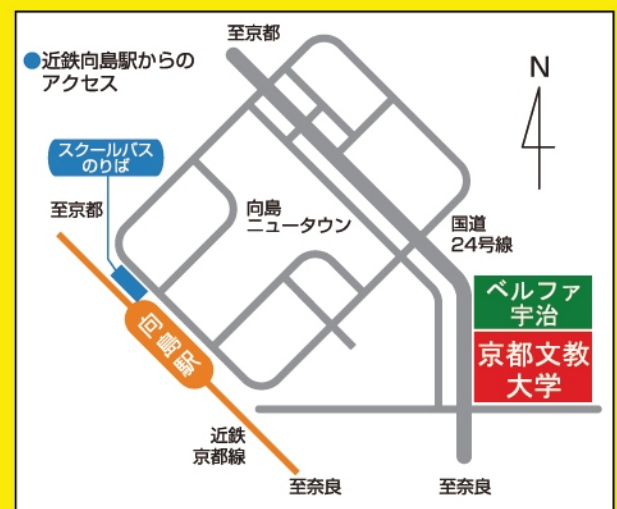 至京都
●近鉄向島駅からの
アクセス
N
スクールバス
のりば
至京都
向島
ニュータウン
国道
24号線
ベルファ
宇治
京都文教
大学
向島駅
近鉄
京都線
至奈良
至奈良